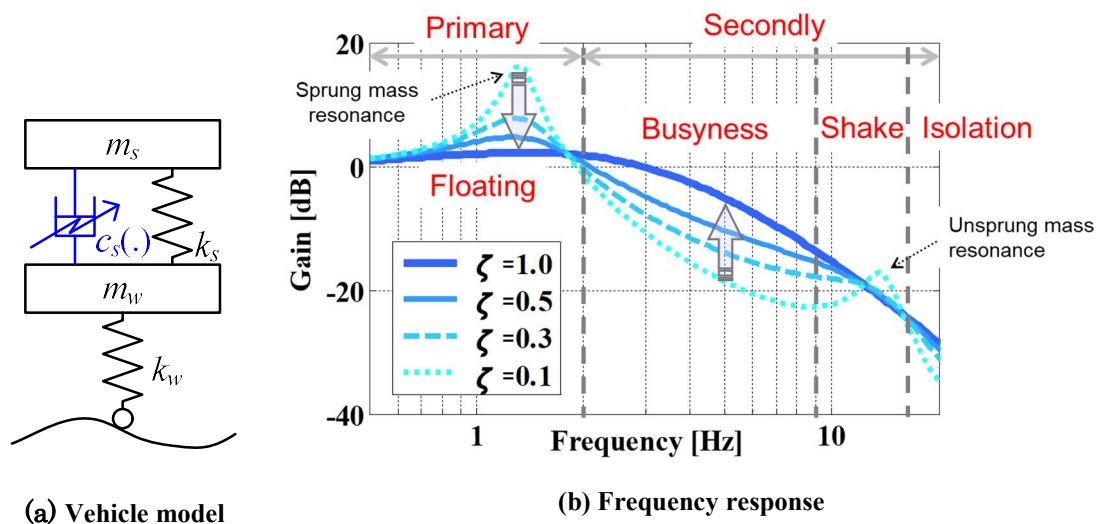 m_s
c_s(.)
k_s
m_w
k_w
(a) Vehicle model
Primary
Secondly
20
0
-20
-40
Gain [dB]
Sprung mass
resonance
Busyness
Shake
Isolation
Floating
Unsprung mass
resonance
ζ =1.0
ζ =0.5
ζ =0.3
ζ =0.1
1
10
Frequency [Hz]
(b) Frequency response